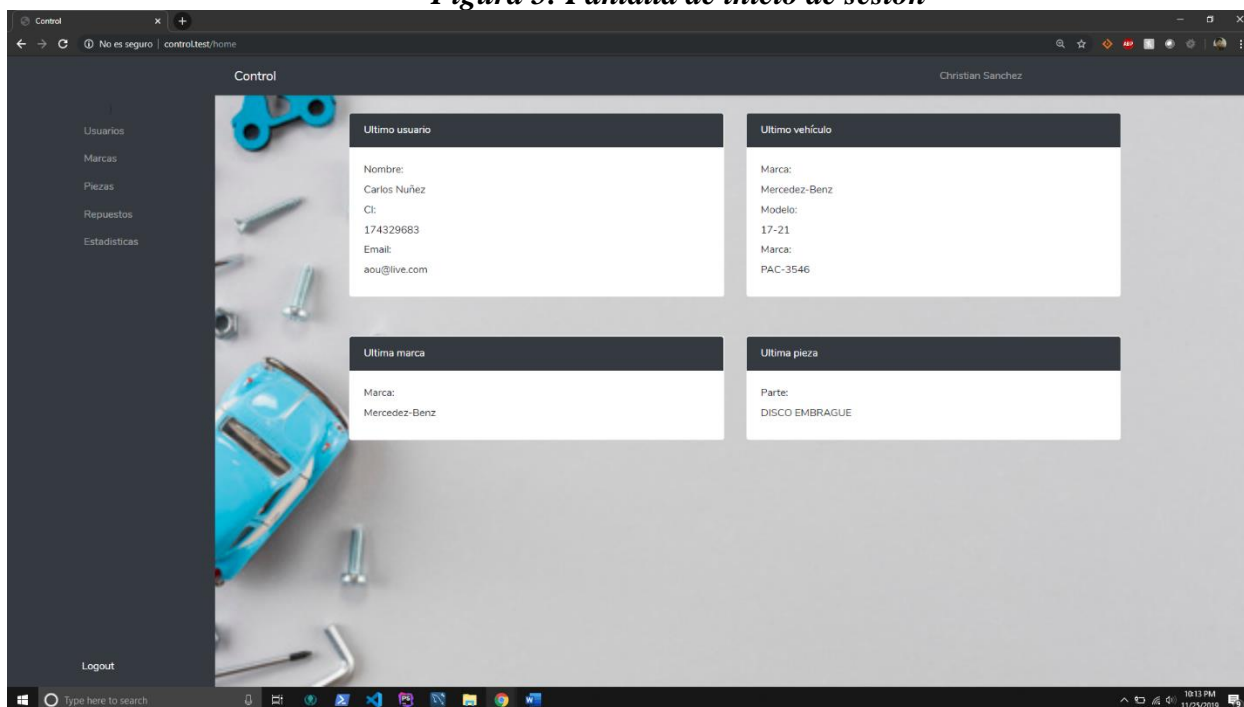 Figura 5: Pantalla de inicio de sesión
Control
No es seguro | control.test/home
ABP
Control
Christian Sanchez
Usuarios
Marcas
Piezas
Repuestos
Estadisticas
Logout
Ultimo usuario
Nombre:
Carlos Nuñez
CI:
174329683
Email:
aou@live.com
Ultimo vehículo
Marca:
Mercedez-Benz
Modelo:
17-21
Marca:
PAC-3546
Ultima marca
Marca:
Mercedez-Benz
Ultima pieza
Parte:
DISCO EMBRAGUE
Type here to search
10:13 PM
11/25/2019